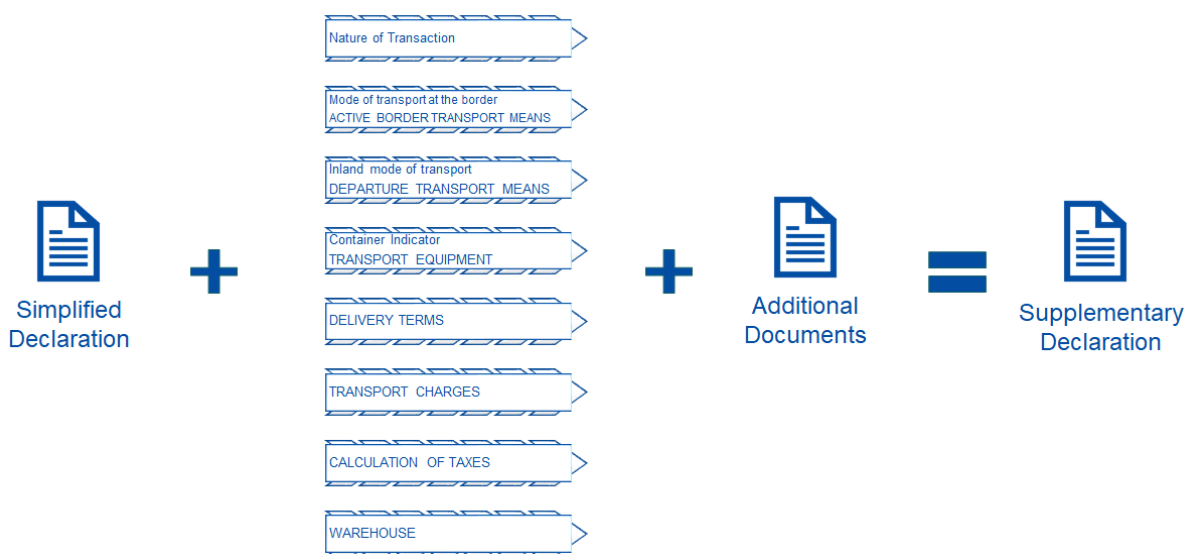 Nature of Transaction
Mode of transport at the border
ACTIVE BORDER TRANSPORT MEANS
Inland mode of transport
DEPARTURE TRANSPORT MEANS
Container Indicator
TRANSPORT EQUIPMENT
DELIVERY TERMS
TRANSPORT CHARGES
CALCULATION OF TAXES
WAREHOUSE
Simplified
Declaration
+
+
Additional
Documents
=
Supplementary
Declaration